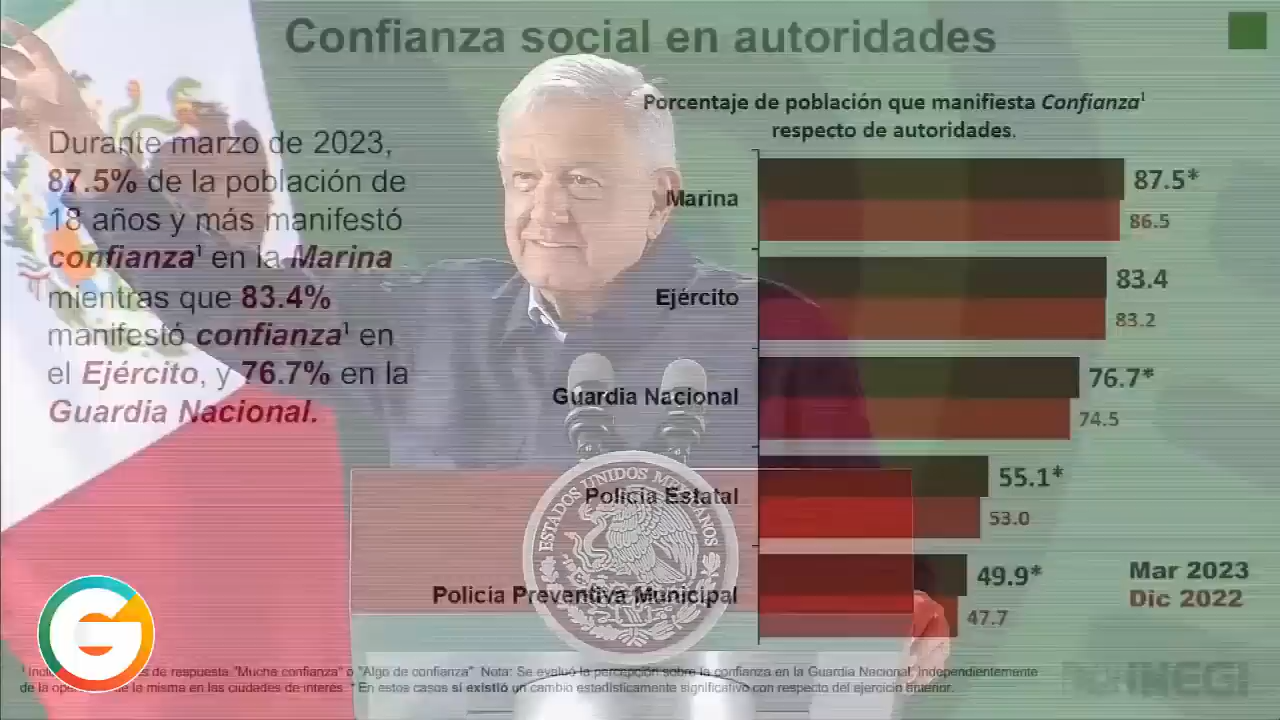 Confianza social en autoridades
Durante marzo de 2023,
87.5% de la población de
18 años y más manifestó
confianza¹ en la Marina
mientras que 83.4%
manifestó confianza¹ en
el Ejército, y 76.7% en la
Guardia Nacional.
Porcentaje de población que manifiesta Confianza¹
respecto de autoridades.
Marina
87.5*
86.5
Ejército
83.4
83.2
Guardia Nacional
76.7*
74.5
Policía Estatal
55.1*
53.0
Policía Preventiva Municipal
49.9*
47.7
Mar 2023
Dic 2022
ESTADOS UNIDOS MEXICANOS
G
¹ de respuesta "Mucha confianza" o "Algo de confianza" Nota: Se evaluó la percepción sobre la confianza en la Guardia Nacional, independientemente
de la de la misma en las ciudades de interés. * En estos casos sí existió un cambio estadísticamente significativo con respecto del ejercicio anterior.
INEGI